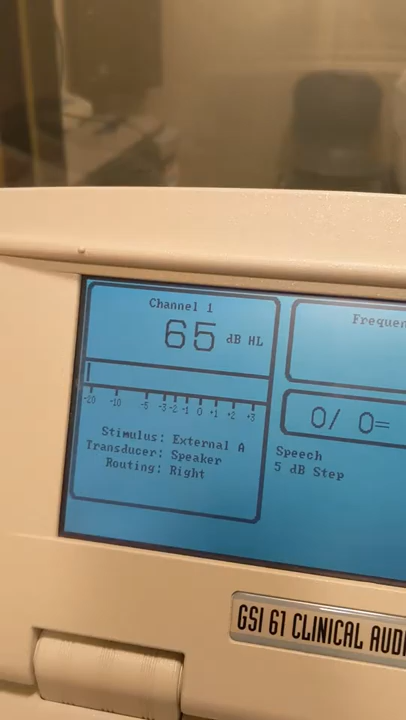 Channel 1
65 dB HL
-20 -10 -5 -3 -2 -1 0 +1 +2 +3
Stimulus: External A
Transducer: Speaker
Routing: Right
0/ 0=
Speech
5 dB Step
GSI 61 CLINICAL